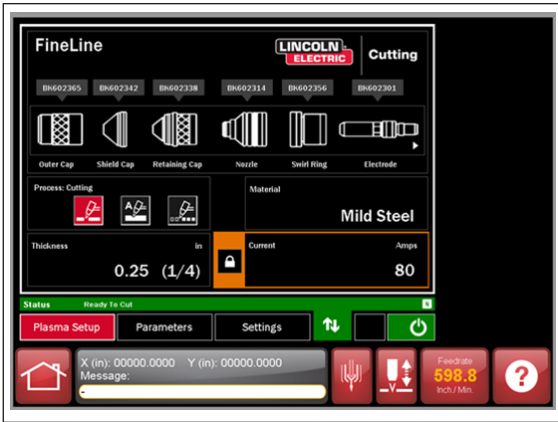 FineLine
LINCOLN ELECTRIC Cutting
BK602365 BK602342 BK602338 BK602314 BK602356 BK602301
Outer Cap Shield Cap Retaining Cap Nozzle Swirl Ring Electrode
Process: Cutting
A
Material
Mild Steel
Thickness in
0.25 (1/4)
Current Amps
80
Status Ready To Cut
Plasma Setup Parameters Settings
X (in): 00000.0000 Y (in): 00000.0000
Message:
-
V
Feedrate
598.8
Inch./ Min.
?